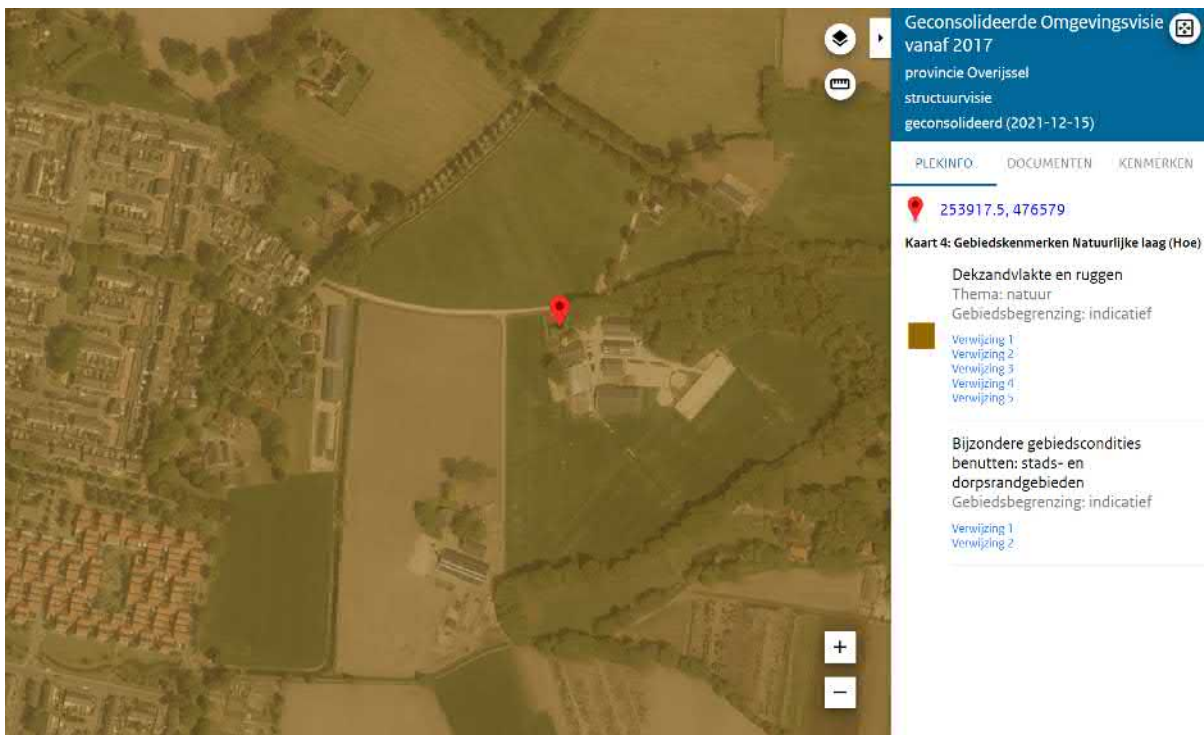 Geconsolideerde Omgevingsvisie
vanaf 2017
provincie Overijssel
structuurvisie
geconsolideerd (2021-12-15)
PLEKINFO
DOCUMENTEN
KENMERKEN
253917.5, 476579
Kaart 4: Gebiedskenmerken Natuurlijke laag (Hoe)
Dekzandvlakte en ruggen
Thema: natuur
Gebiedsbegrenzing: indicatief
Verwijzing 1
Verwijzing 2
Verwijzing 3
Verwijzing 4
Verwijzing 5
Bijzondere gebiedscondities
benutten: stads- en
dorpsrandgebieden
Gebiedsbegrenzing: indicatief
Verwijzing 1
Verwijzing 2
+
−